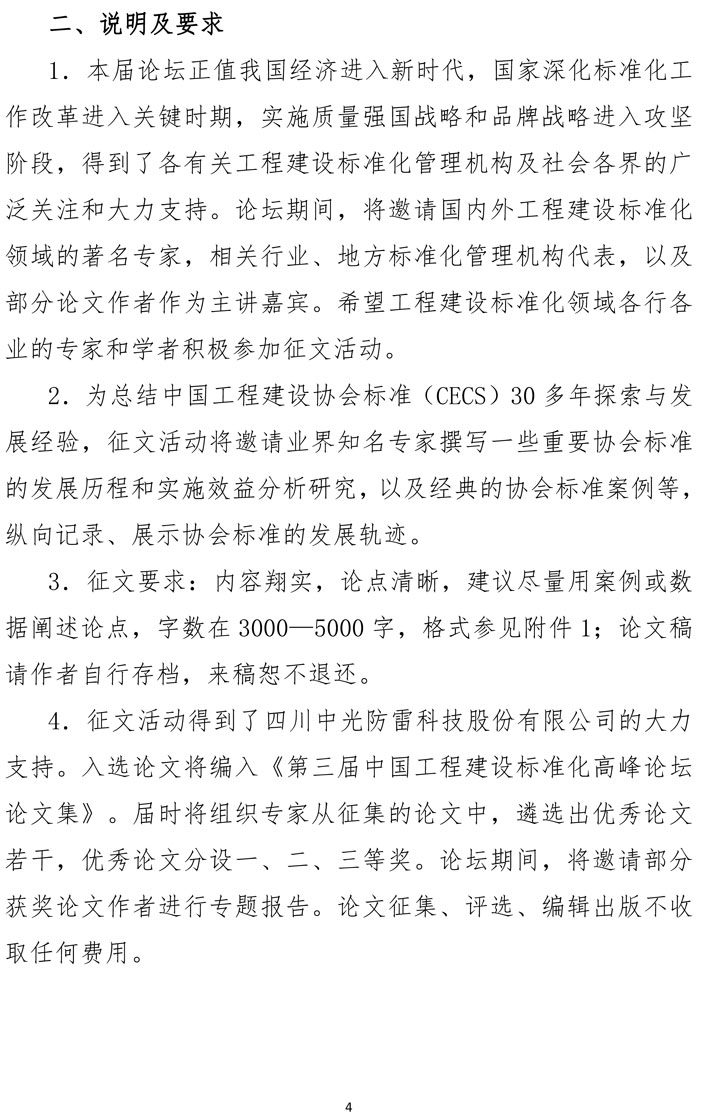 二、说明及要求
1．本届论坛正值我国经济进入新时代，国家深化标准化工
作改革进入关键时期，实施质量强国战略和品牌战略进入攻坚
阶段，得到了各有关工程建设标准化管理机构及社会各界的广
泛关注和大力支持。论坛期间，将邀请国内外工程建设标准化
领域的著名专家，相关行业、地方标准化管理机构代表，以及
部分论文作者作为主讲嘉宾。希望工程建设标准化领域各行各
业的专家和学者积极参加征文活动。
2．为总结中国工程建设协会标准（CECS）30 多年探索与发
展经验，征文活动将邀请业界知名专家撰写一些重要协会标准
的发展历程和实施效益分析研究，以及经典的协会标准案例等，
纵向记录、展示协会标准的发展轨迹。
3．征文要求：内容翔实，论点清晰，建议尽量用案例或数
据阐述论点，字数在 3000—5000 字，格式参见附件 1；论文稿
请作者自行存档，来稿恕不退还。
4．征文活动得到了四川中光防雷科技股份有限公司的大力
支持。入选论文将编入《第三届中国工程建设标准化高峰论坛
论文集》。届时将组织专家从征集的论文中，遴选出优秀论文
若干，优秀论文分设一、二、三等奖。论坛期间，将邀请部分
获奖论文作者进行专题报告。论文征集、评选、编辑出版不收
取任何费用。
4